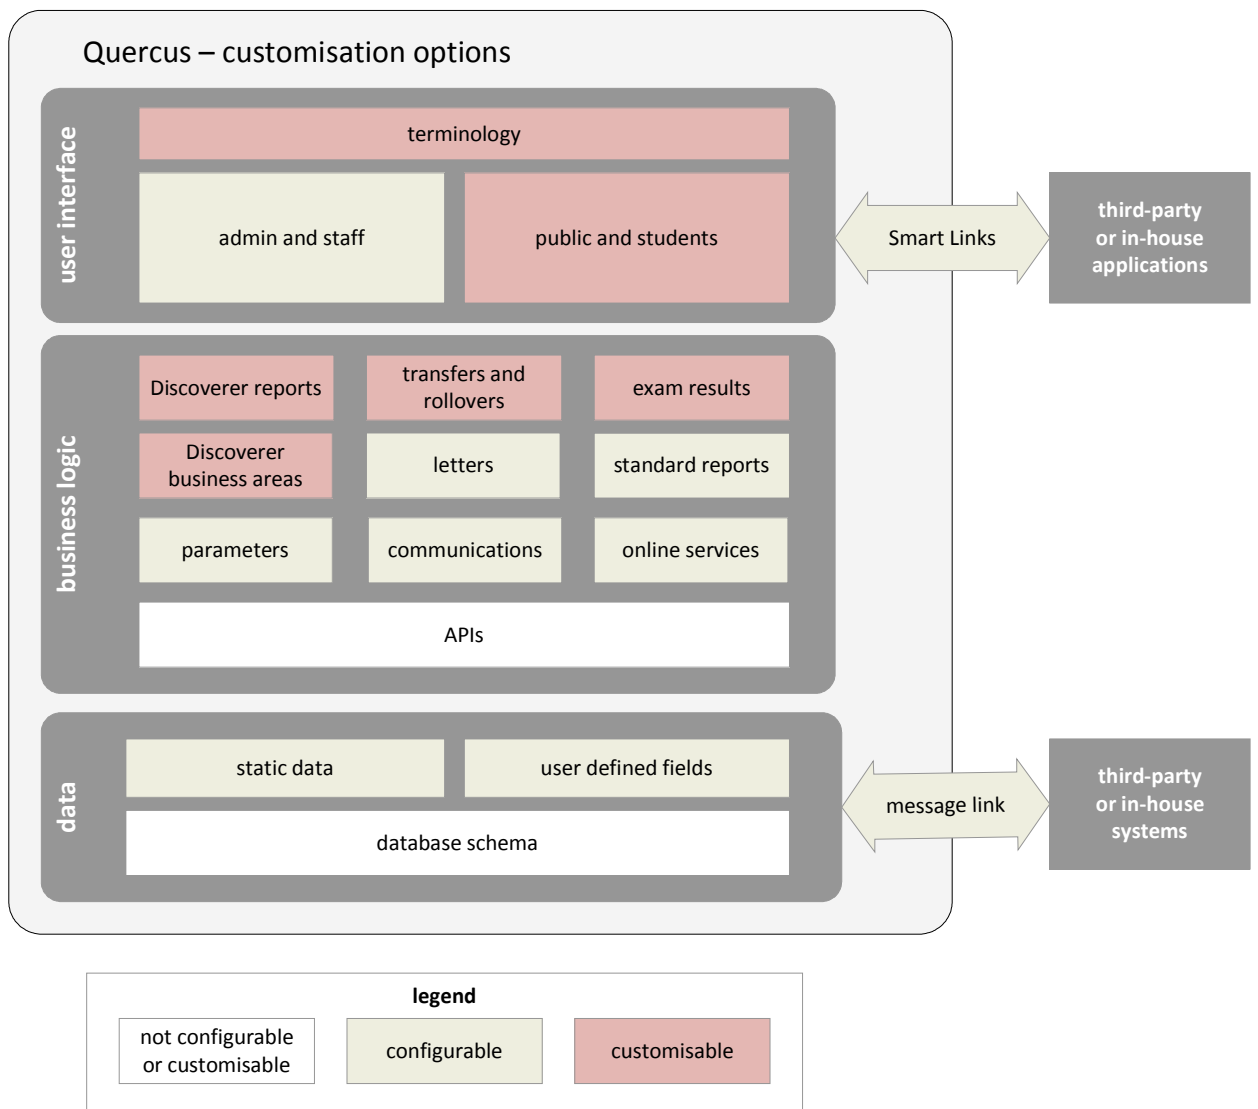 Quercus – customisation options
user interface
terminology
admin and staff
public and students
Smart Links
third-party
or in-house
applications
business logic
Discoverer reports
transfers and
rollovers
exam results
Discoverer
business areas
letters
standard reports
parameters
communications
online services
APIs
data
static data
user defined fields
database schema
message link
third-party
or in-house
systems
legend
not configurable
or customisable
configurable
customisable